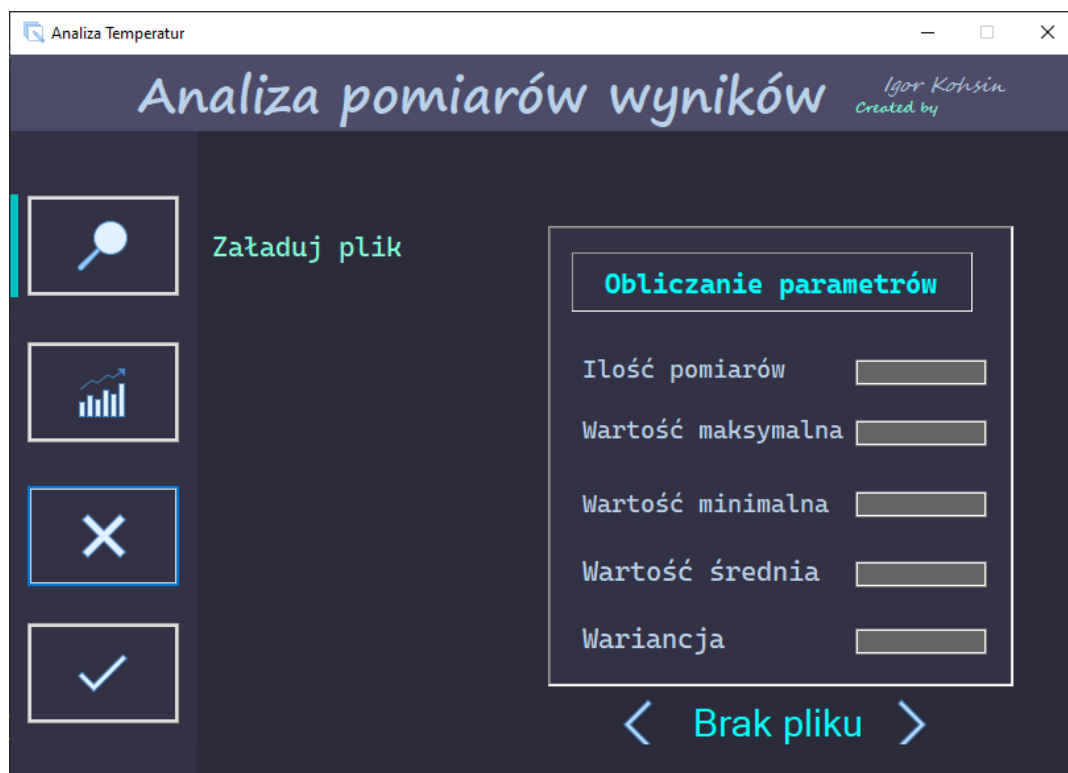 Analiza Temperatur
Analiza pomiarów wyników
Igor Kohsin
Created by
Załaduj plik
Obliczanie parametrów
Ilość pomiarów
Wartość maksymalna
Wartość minimalna
Wartość średnia
Wariancja
Brak pliku